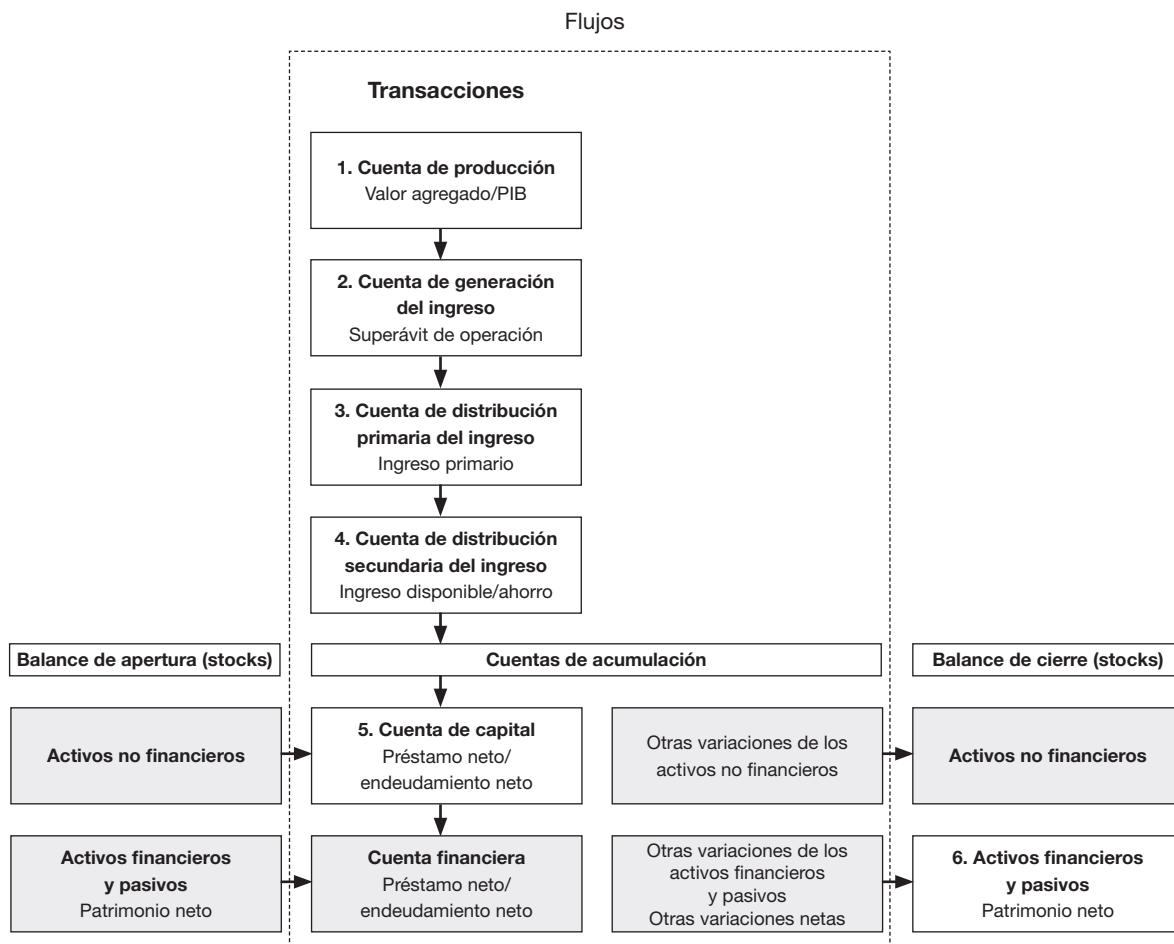 Flujos
Transacciones
1. Cuenta de producción
Valor agregado/PIB
2. Cuenta de generación
del ingreso
Superávit de operación
3. Cuenta de distribución
primaria del ingreso
Ingreso primario
4. Cuenta de distribución
secundaria del ingreso
Ingreso disponible/ahorro
Balance de apertura (stocks)
Cuentas de acumulación
Balance de cierre (stocks)
Activos no financieros
5. Cuenta de capital
Préstamo neto/
endeudamiento neto
Otras variaciones de los
activos no financieros
Activos no financieros
Activos financieros
y pasivos
Patrimonio neto
Cuenta financiera
Préstamo neto/
endeudamiento neto
Otras variaciones de los
activos financieros
y pasivos
Otras variaciones netas
6. Activos financieros
y pasivos
Patrimonio neto